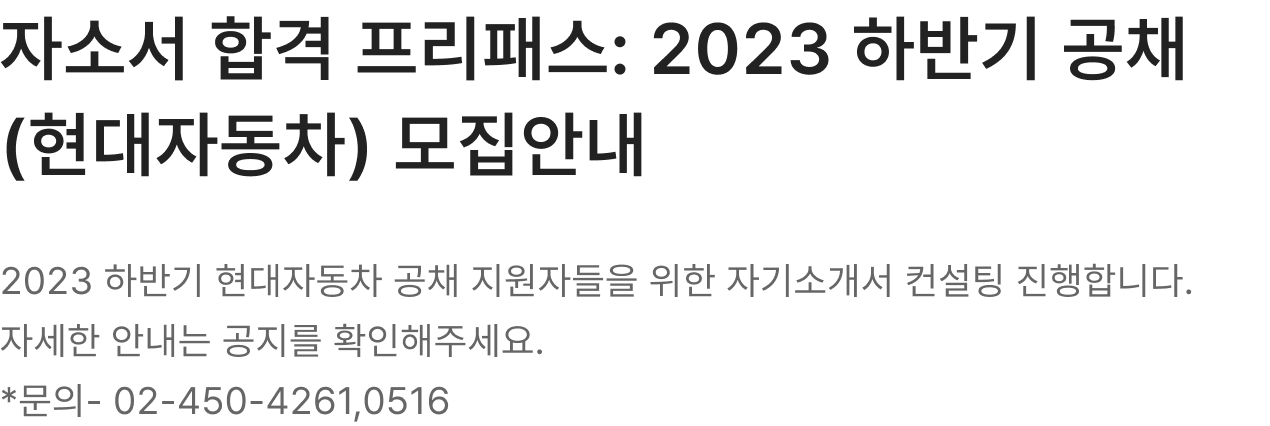 자소서 합격 프리패스: 2023 하반기 공채
(현대자동차) 모집안내
2023 하반기 현대자동차 공채 지원자들을 위한 자기소개서 컨설팅 진행합니다.
자세한 안내는 공지를 확인해주세요.
*문의- 02-450-4261,0516